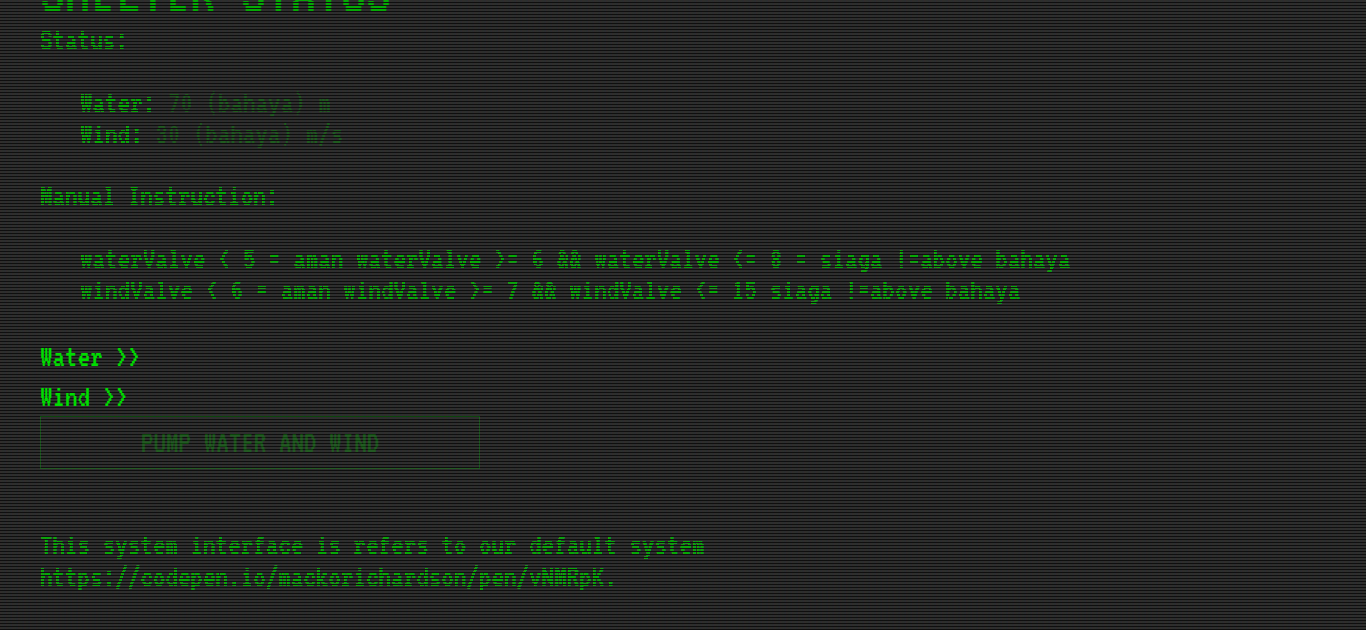 SHELTER STATUS
Status:
Water: 70 (bahaya) m
Wind: 30 (bahaya) m/s
Manual Instruction:
waterValve < 5 = aman waterValve >= 6 && waterValve <= 8 = siaga !=above bahaya
windValve < 6 = aman windValve >= 7 && windValve <= 15 siaga !=above bahaya
Water >>
Wind >>
PUMP WATER AND WIND
This system interface is refers to our default system
https://codepen.io/mackorichardson/pen/vNMRpK.